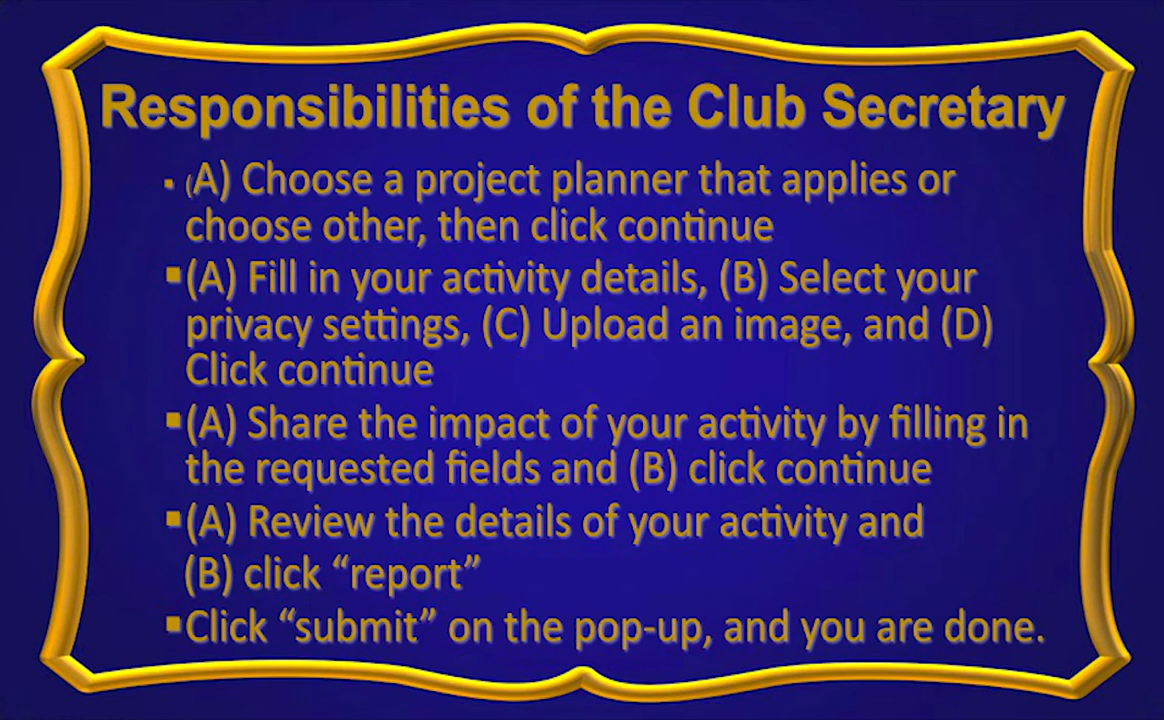 Responsibilities of the Club Secretary
▪ (A) Choose a project planner that applies or
choose other, then click continue
▪(A) Fill in your activity details, (B) Select your
privacy settings, (C) Upload an image, and (D)
Click continue
▪(A) Share the impact of your activity by filling in
the requested fields and (B) click continue
▪(A) Review the details of your activity and
(B) click “report”
▪Click “submit” on the pop-up, and you are done.